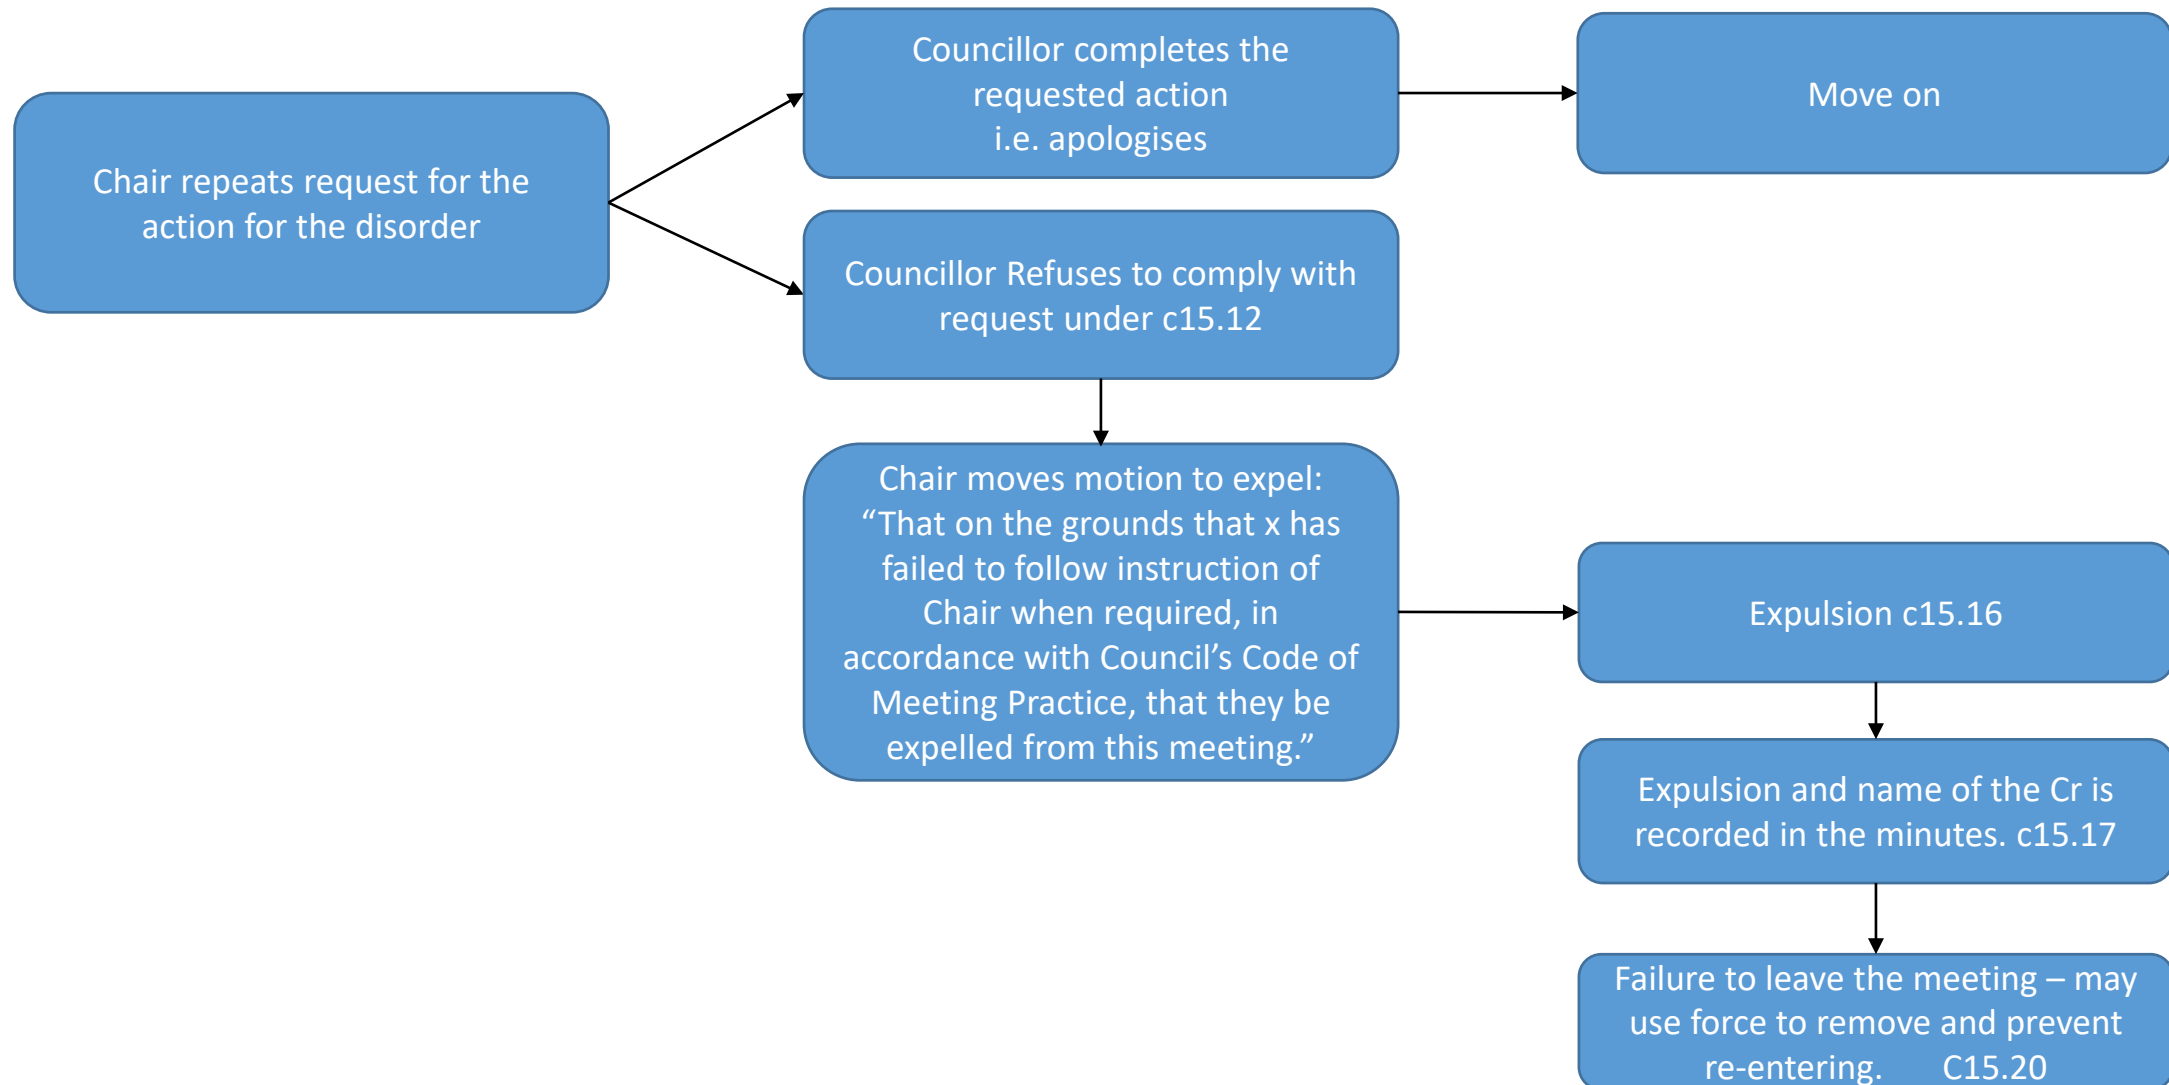 Chair repeats request for the
action for the disorder
Councillor completes the
requested action
i.e. apologises
Move on
Councillor Refuses to comply with
request under c15.12
Chair moves motion to expel:
“That on the grounds that x has
failed to follow instruction of
Chair when required, in
accordance with Council’s Code of
Meeting Practice, that they be
expelled from this meeting.”
Expulsion c15.16
Expulsion and name of the Cr is
recorded in the minutes. c15.17
Failure to leave the meeting – may
use force to remove and prevent
re-entering. C15.20